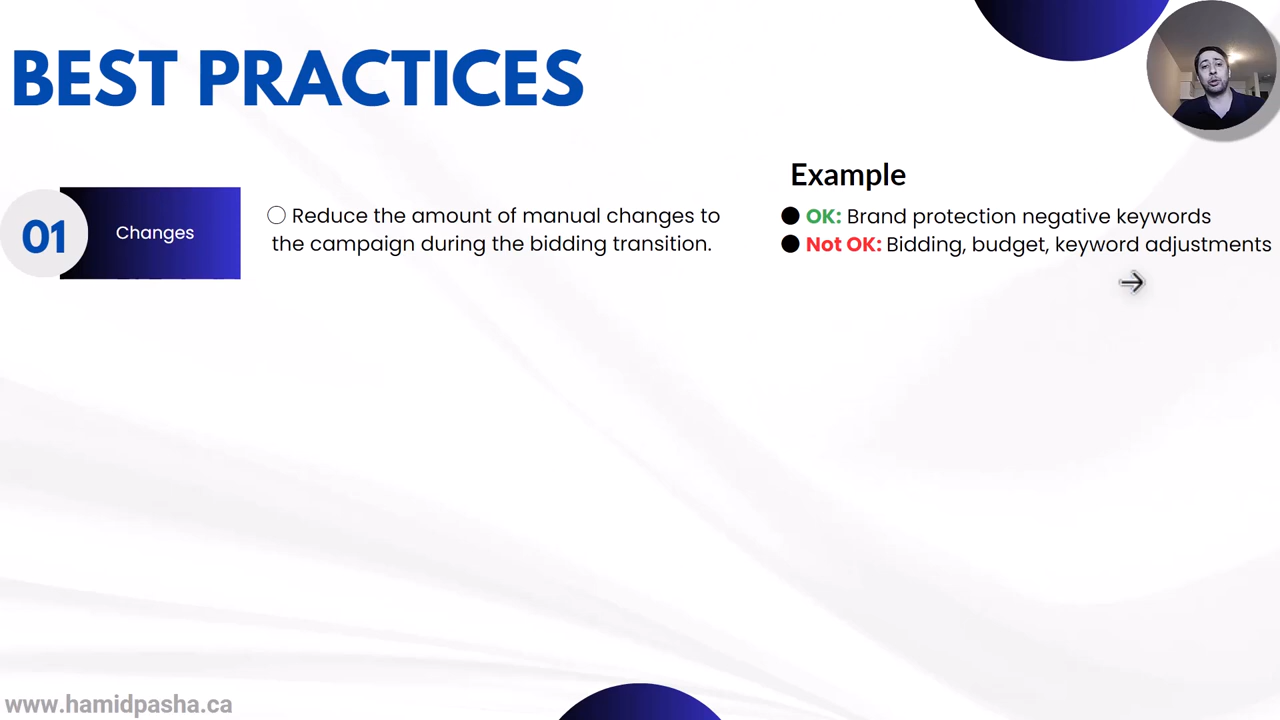 BEST PRACTICES
01
Changes
Reduce the amount of manual changes to
the campaign during the bidding transition.
Example
OK: Brand protection negative keywords
Not OK: Bidding, budget, keyword adjustments
www.hamidpasha.ca